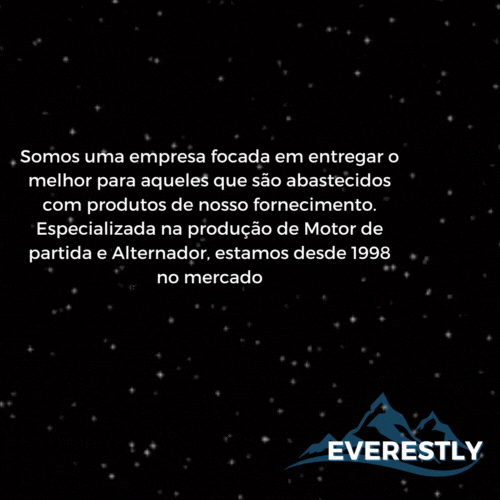 Somos uma empresa focada em entregar o
melhor para aqueles que são abastecidos
com produtos de nosso fornecimento.
Especializada na produção de Motor de
partida e Alternador, estamos desde 1998
no mercado
EVERESTLY